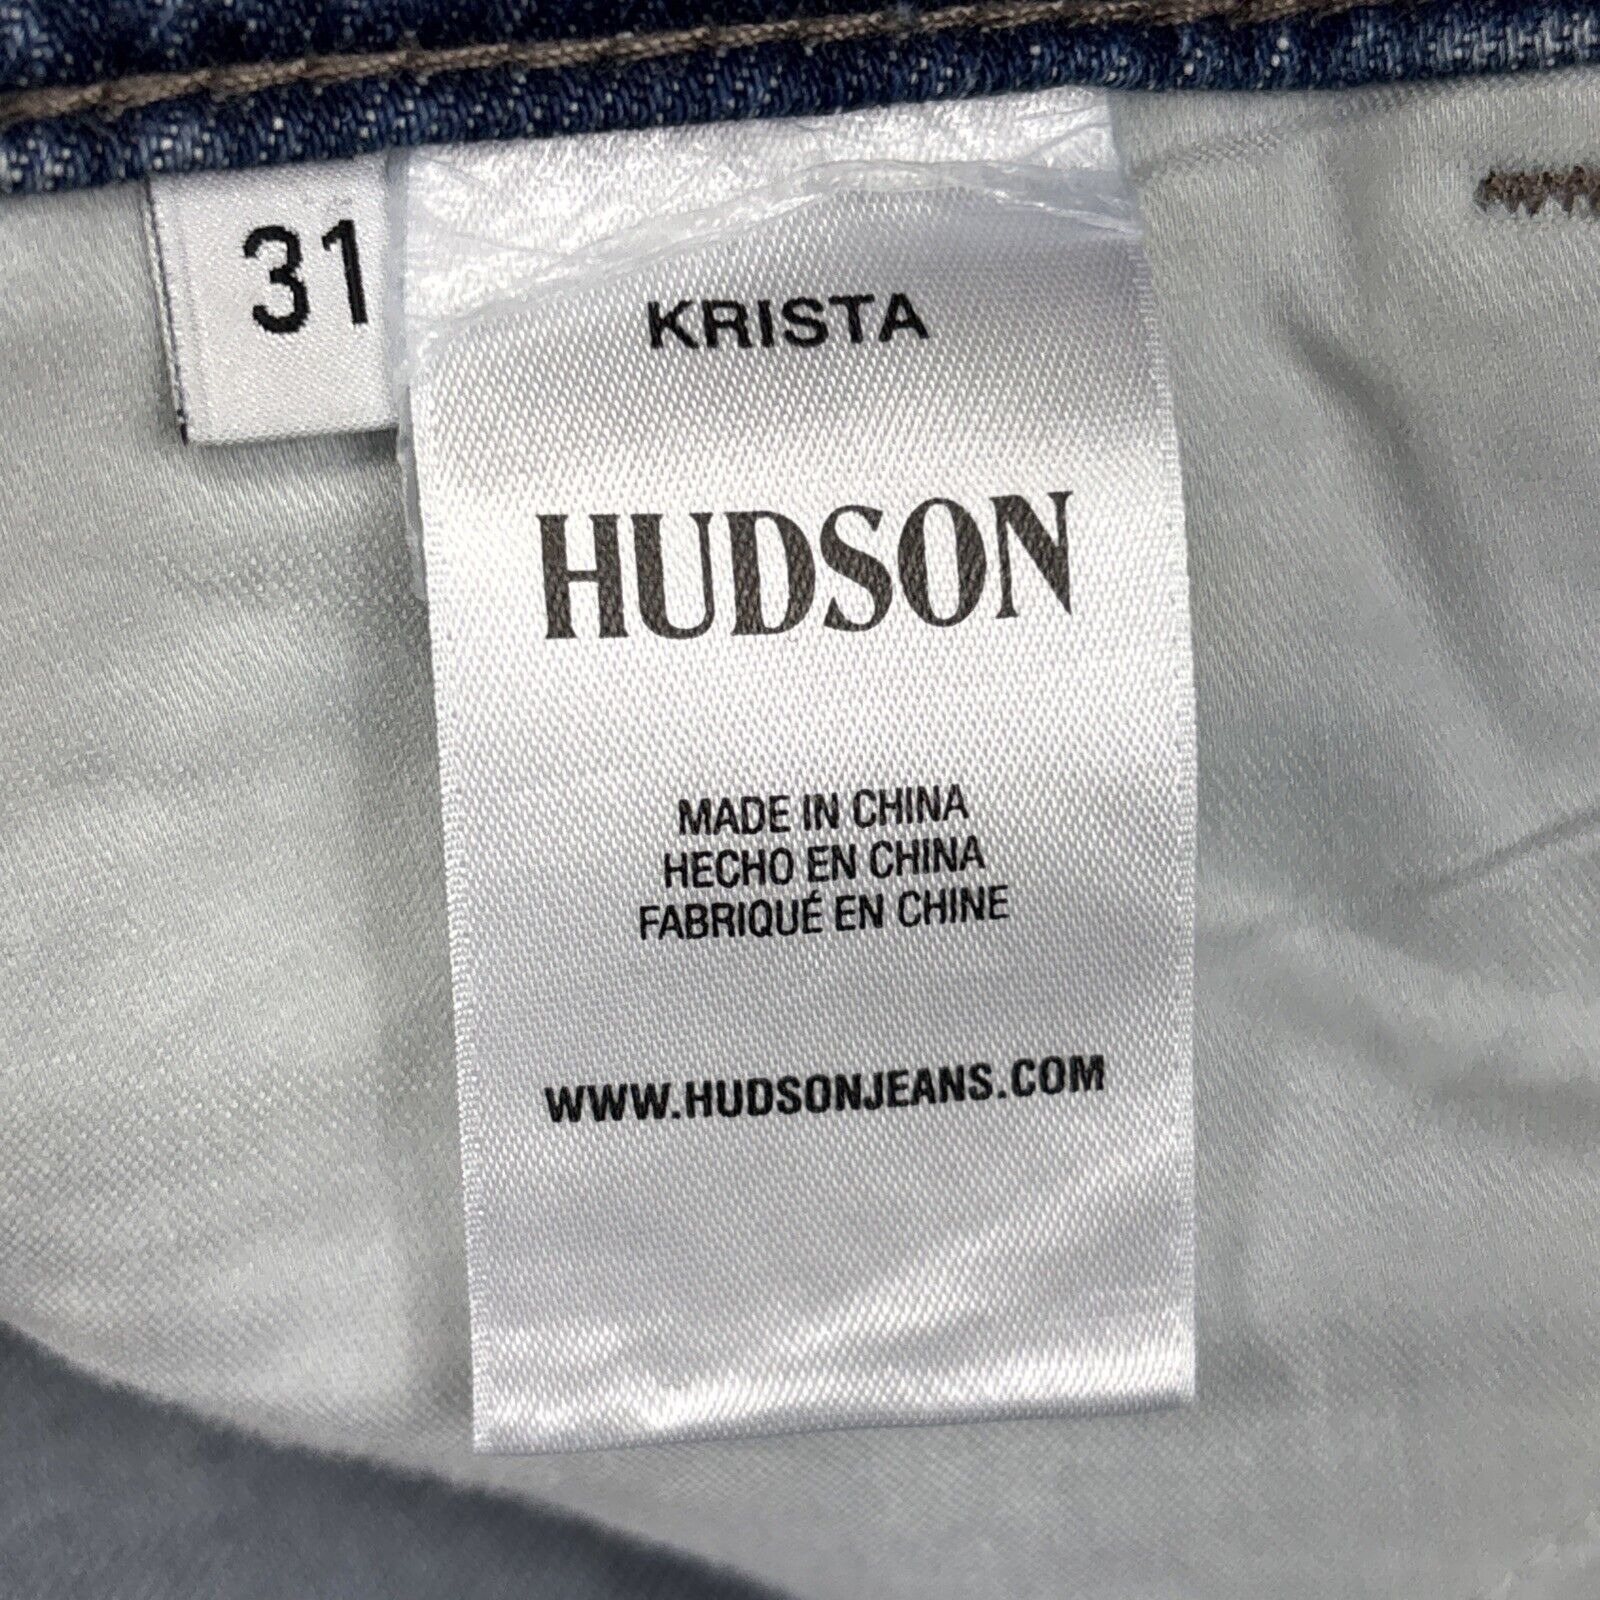 31
KRISTA
HUDSON
MADE IN CHINA
HECHO EN CHINA
FABRIQUÉ EN CHINE
WWW.HUDSONJEANS.COM